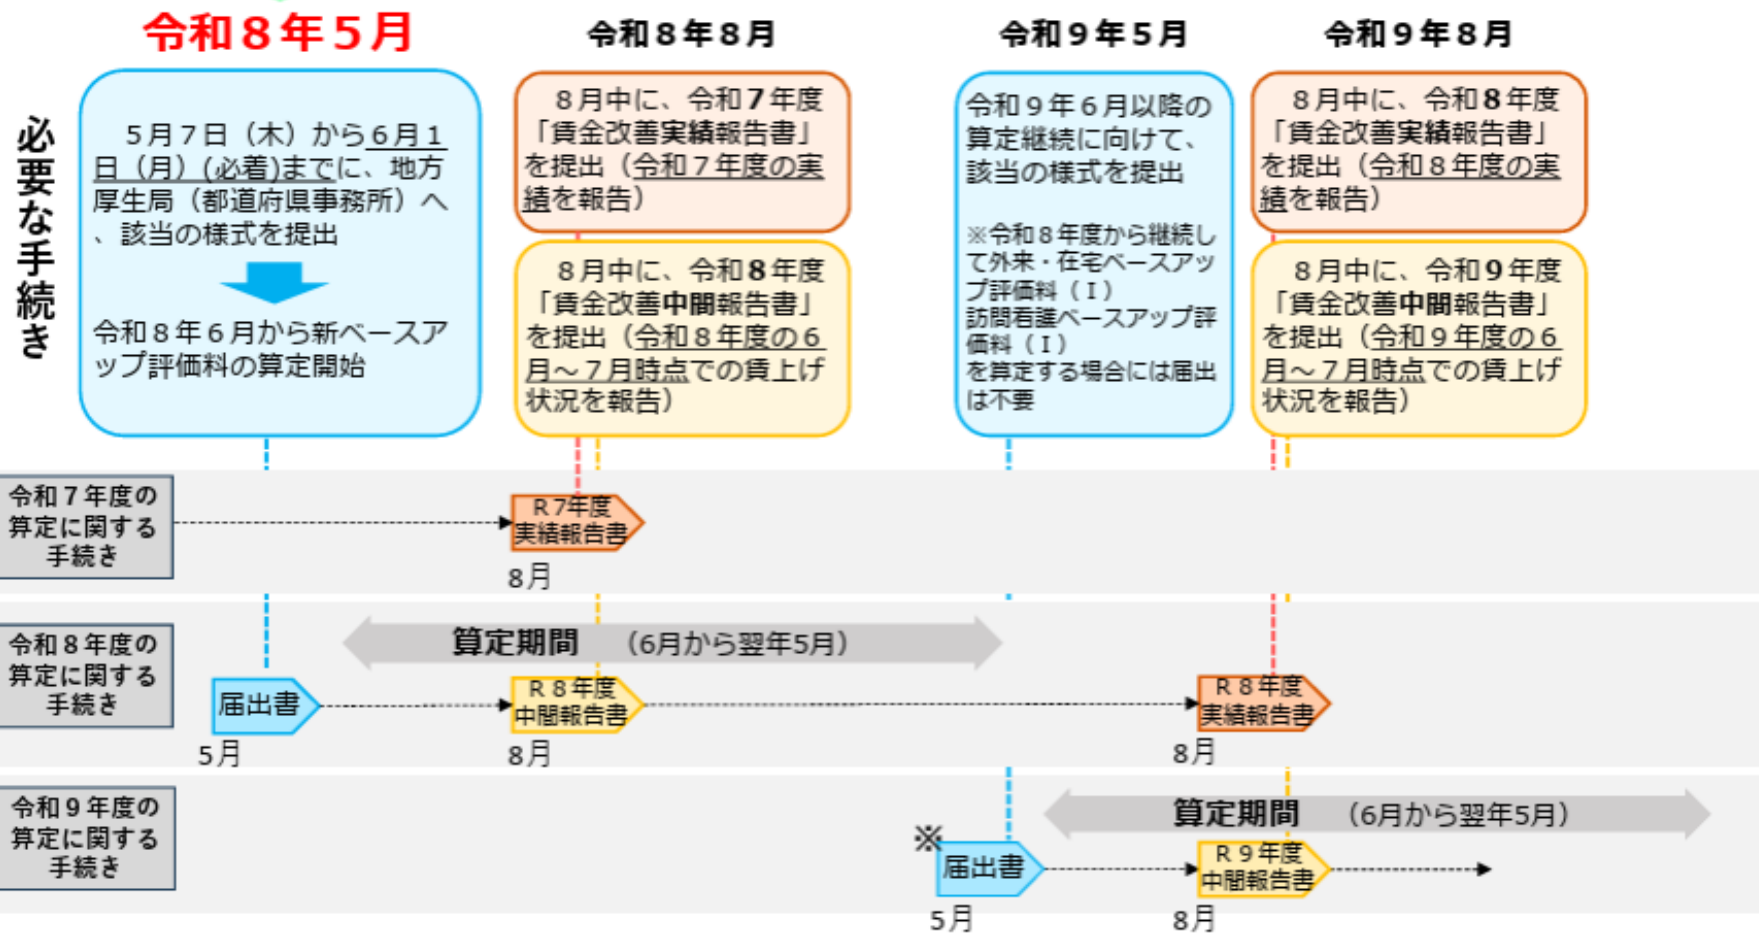 令和８年５月
令和８年８月
令和９年５月
令和９年８月
必要な手続き
５月７日（木）から６月１
日（月）(必着)までに、地方
厚生局（都道府県事務所）へ
、該当の様式を提出
令和８年６月から新ベースア
ップ評価料の算定開始
８月中に、令和７年度
「賃金改善実績報告書」
を提出（令和７年度の実
績を報告）
８月中に、令和８年度
「賃金改善中間報告書」
を提出（令和８年度の６
月～７月時点での賃上げ
状況を報告）
令和９年６月以降の
算定継続に向けて、
該当の様式を提出
※令和８年度から継続し
て外来・在宅ベースアッ
プ評価料（Ⅰ）
訪問看護ベースアップ評
価料（Ⅰ）
を算定する場合には届出
は不要
８月中に、令和８年度
「賃金改善実績報告書」
を提出（令和８年度の実
績を報告）
８月中に、令和９年度
「賃金改善中間報告書」
を提出（令和９年度の６
月～７月時点での賃上げ
状況を報告）
令和７年度の
算定に関する
手続き
Ｒ７年度
実績報告書
８月
令和８年度の
算定に関する
手続き
算定期間　（6月から翌年5月）
届出書
５月
Ｒ８年度
中間報告書
８月
Ｒ８年度
実績報告書
８月
令和９年度の
算定に関する
手続き
算定期間　（6月から翌年5月）
※
届出書
５月
Ｒ９年度
中間報告書
８月